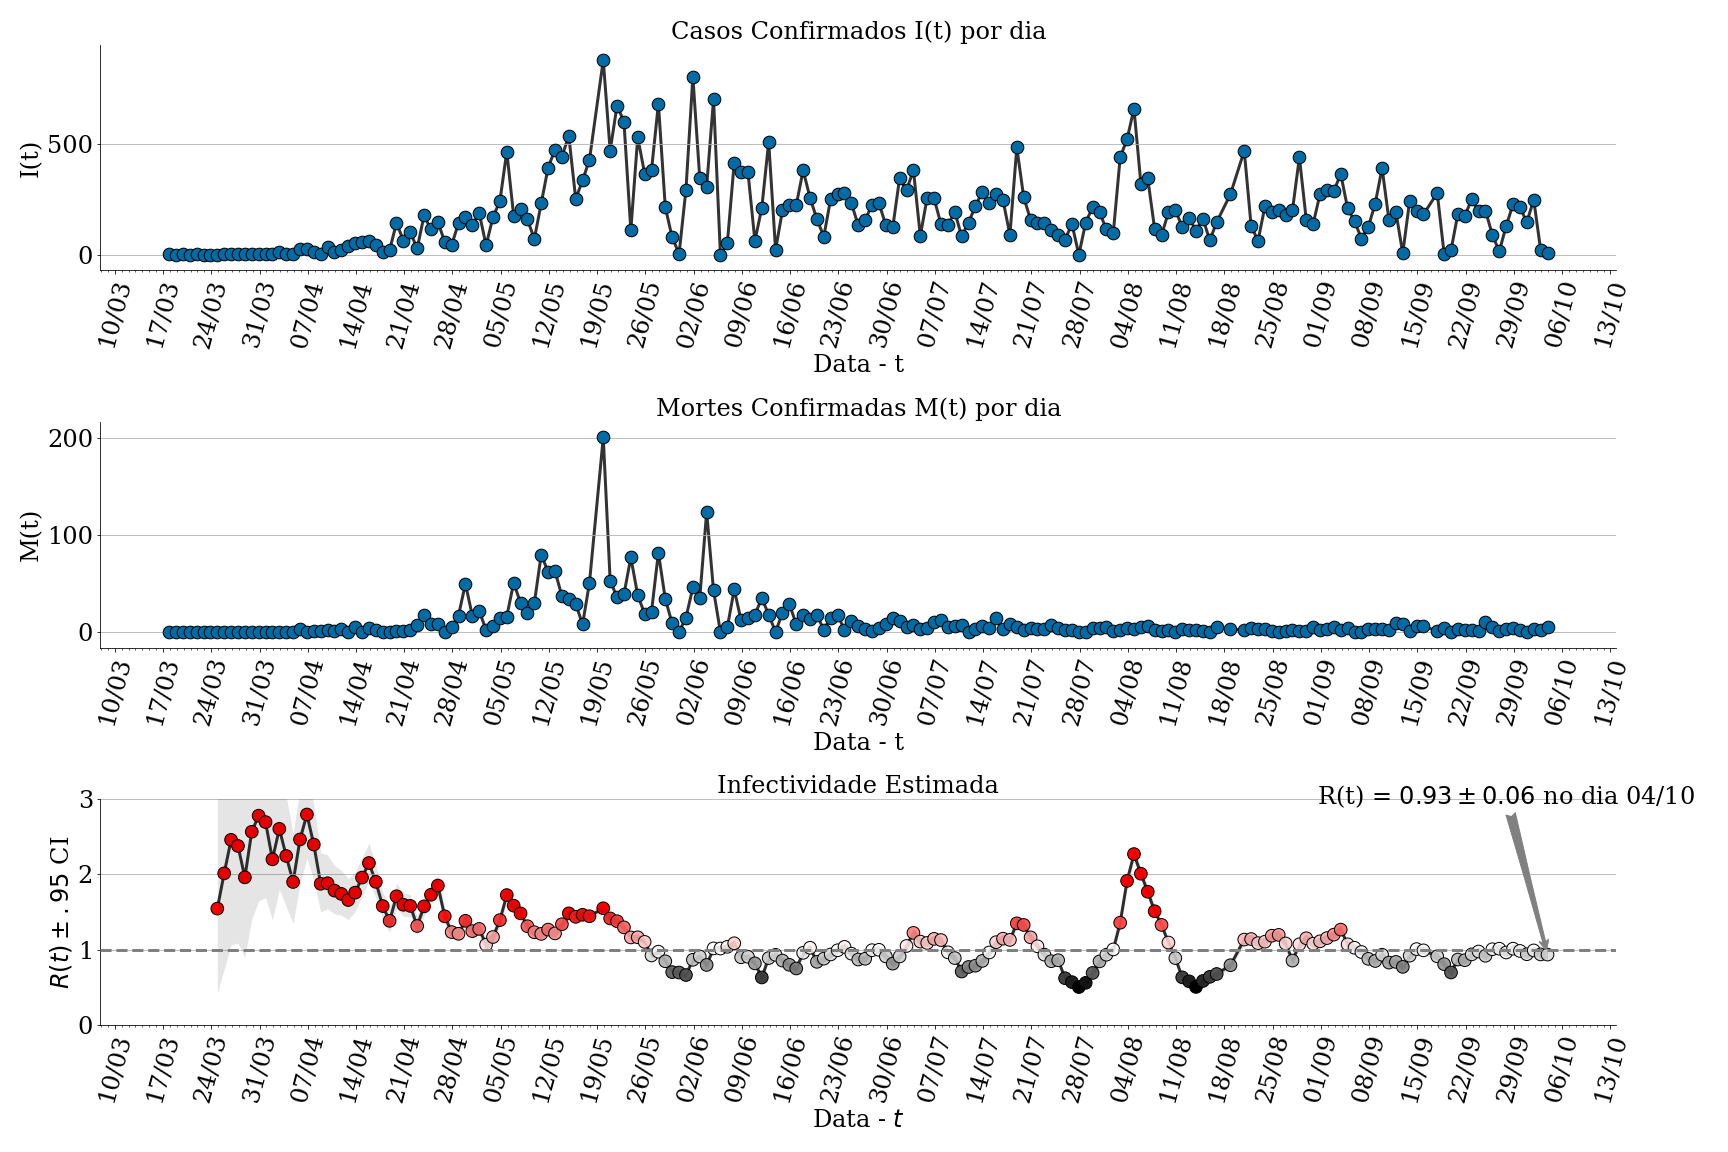 Casos Confirmados I(t) por dia
I(t)
500
0
10/03 17/03 24/03 31/03 07/04 14/04 21/04 28/04 05/05 12/05 19/05 26/05 02/06 09/06 16/06 23/06 30/06 07/07 14/07 21/07 28/07 04/08 11/08 18/08 25/08 01/09 08/09 15/09 22/09 29/09 06/10 13/10
Data - t
Mortes Confirmadas M(t) por dia
M(t)
200
100
0
10/03 17/03 24/03 31/03 07/04 14/04 21/04 28/04 05/05 12/05 19/05 26/05 02/06 09/06 16/06 23/06 30/06 07/07 14/07 21/07 28/07 04/08 11/08 18/08 25/08 01/09 08/09 15/09 22/09 29/09 06/10 13/10
Data - t
Infectividade Estimada
R(t) = 0.93 ± 0.06 no dia 04/10
R(t) ± .95 CI
3
2
1
0
10/03 17/03 24/03 31/03 07/04 14/04 21/04 28/04 05/05 12/05 19/05 26/05 02/06 09/06 16/06 23/06 30/06 07/07 14/07 21/07 28/07 04/08 11/08 18/08 25/08 01/09 08/09 15/09 22/09 29/09 06/10 13/10
Data - t